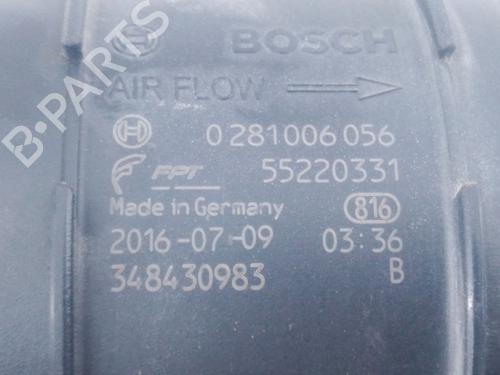 BOSCH
AIR FLOW
0 281 006 056
FPT 55220331
Made in Germany 816
2016-07-09 03:36
348430983 B
B-PARTS